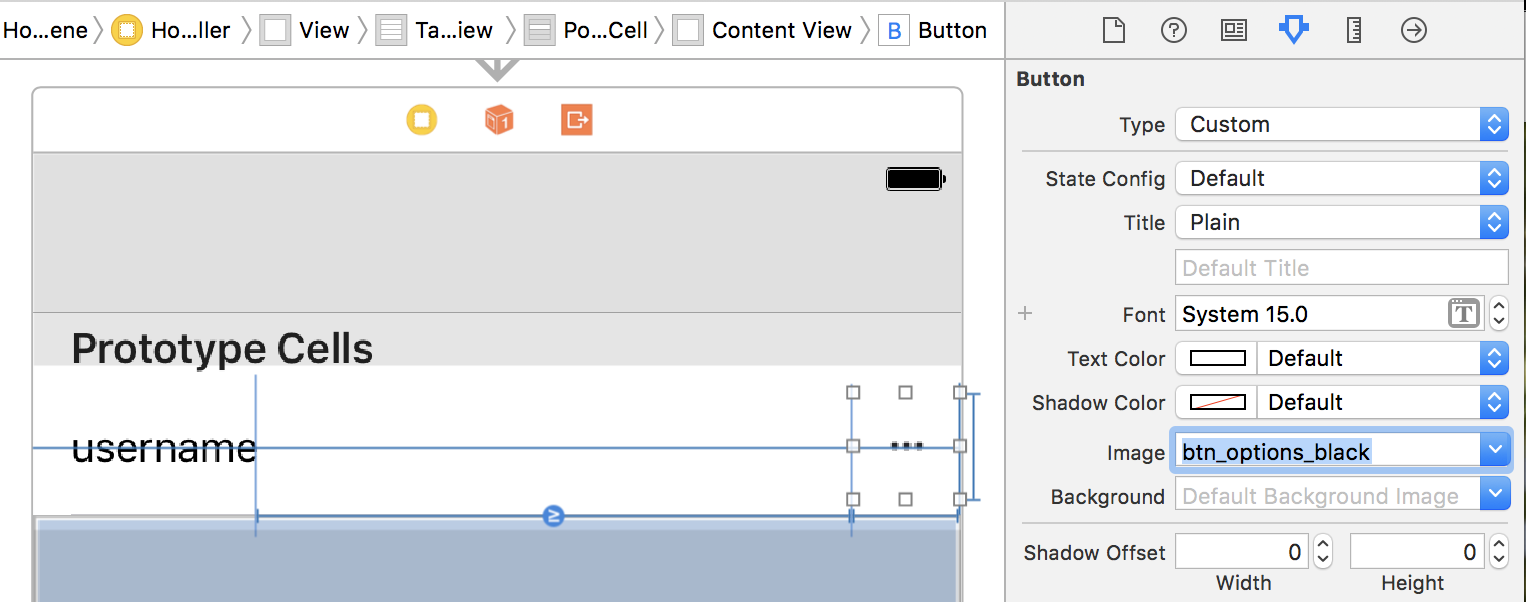 Ho...ene Ho...ller View Ta...iew Po...Cell Content View B Button
Button
Type Custom
State Config Default
Title Plain
Default Title
Font System 15.0 T
Text Color Default
Shadow Color Default
Image btn_options_black
Background Default Background Image
Shadow Offset 0 0
Width Height
1
Prototype Cells
username
≥